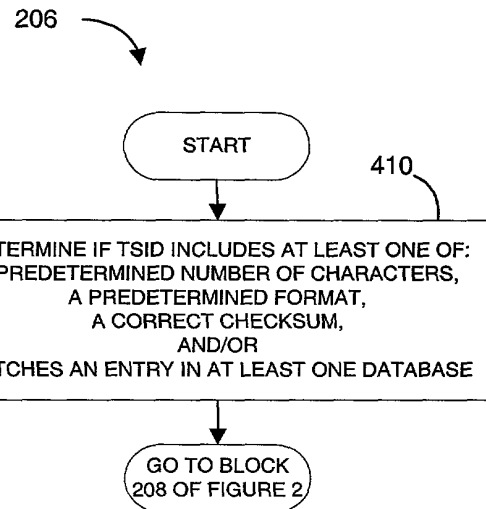 206
START
410
TERMINE IF TSID INCLUDES AT LEAST ONE OF:
PREDETERMINED NUMBER OF CHARACTERS,
A PREDETERMINED FORMAT,
A CORRECT CHECKSUM,
AND/OR
TCHES AN ENTRY IN AT LEAST ONE DATABASE
GO TO BLOCK
208 OF FIGURE 2